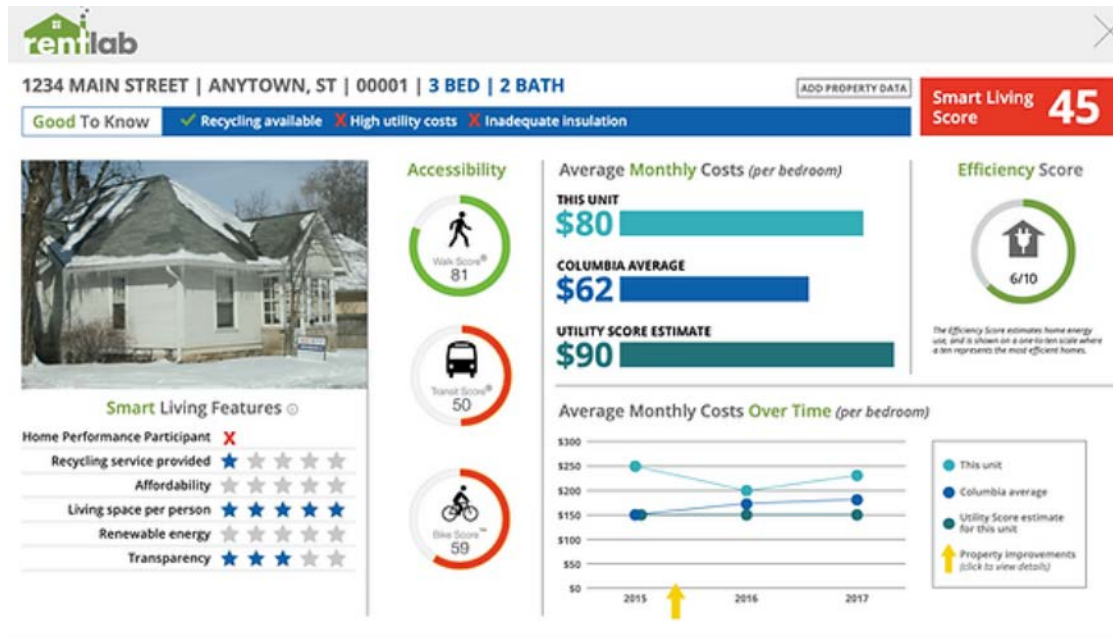 rentlab
1234 MAIN STREET | ANYTOWN, ST | 00001 | 3 BED | 2 BATH
ADD PROPERTY DATA
Smart Living
Score
45
Good To Know
Recycling available X High utility costs X Inadequate insulation
Accessibility
Walk Score®
81
Transit Score®
50
Bike Score™
59
Average Monthly Costs (per bedroom)
THIS UNIT
$80
COLUMBIA AVERAGE
$62
UTILITY SCORE ESTIMATE
$90
Efficiency Score
6/10
The Efficiency Score estimates home energy
use, and is shown on a one-to-ten scale where
a ten represents the most efficient homes.
Smart Living Features
Home Performance Participant X
Recycling service provided
Affordability
Living space per person
Renewable energy
Transparency
Average Monthly Costs Over Time (per bedroom)
$300
$250
$200
$150
$100
$50
$0
2015 2016 2017
This unit
Columbia average
Utility Score estimate
for this unit
Property improvements
(click to view details)